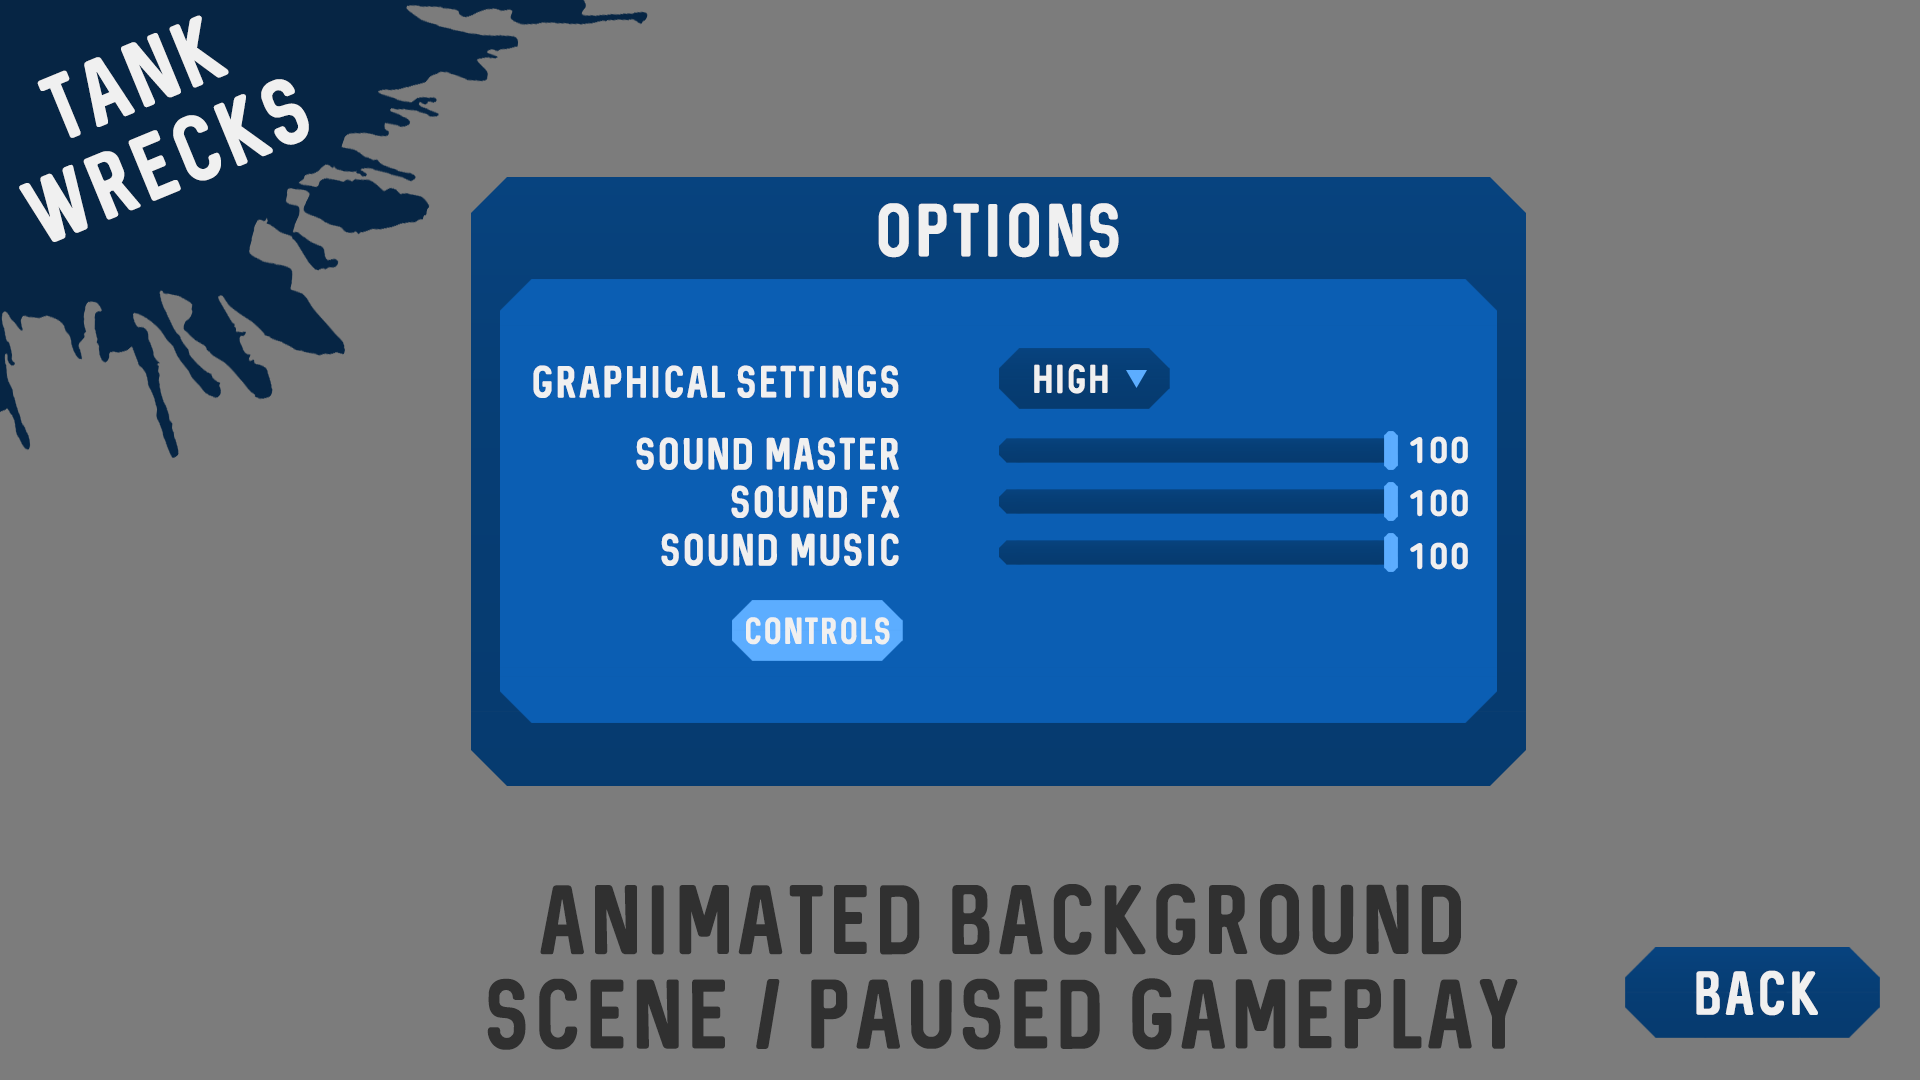 TANK
WRECKS
OPTIONS
GRAPHICAL SETTINGS HIGH
SOUND MASTER 100
SOUND FX 100
SOUND MUSIC 100
CONTROLS
ANIMATED BACKGROUND
SCENE / PAUSED GAMEPLAY
BACK